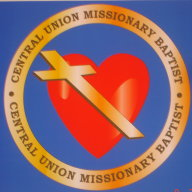 • CENTRAL UNION MISSIONARY BAPTIST •
CENTRAL UNION MISSIONARY BAPTIST